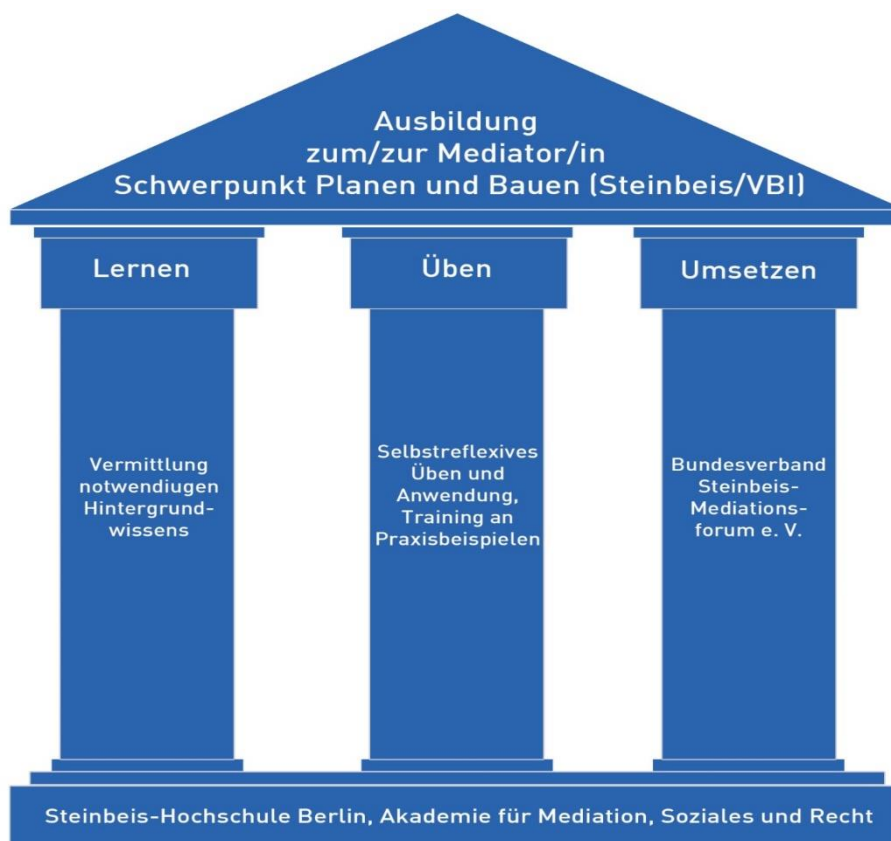 Ausbildung
zum/zur Mediator/in
Schwerpunkt Planen und Bauen (Steinbeis/VBI)
Lernen
Vermittlung
notwendiugen
Hintergrund-
wissens
Üben
Selbstreflexives
Üben und
Anwendung,
Training an
Praxisbeispielen
Umsetzen
Bundesverband
Steinbeis-
Mediations-
forum e. V.
Steinbeis-Hochschule Berlin, Akademie für Mediation, Soziales und Recht